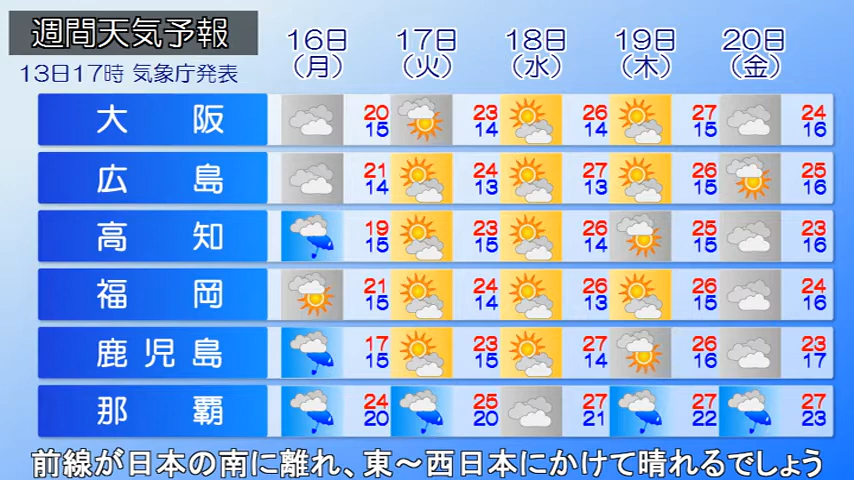 週間天気予報
13日17時 気象庁発表
16日 17日 18日 19日 20日
(月) (火) (水) (木) (金)
大阪 20 23 26 27 24
15 14 14 15 16
広島 21 24 27 26 25
14 13 13 15 16
高知 19 23 26 25 23
15 15 14 15 16
福岡 21 24 26 26 24
15 14 13 15 16
鹿児島 17 23 27 26 23
15 15 14 16 17
那覇 24 25 27 27 27
20 20 21 22 23
前線が日本の南に離れ、東～西日本にかけて晴れるでしょう